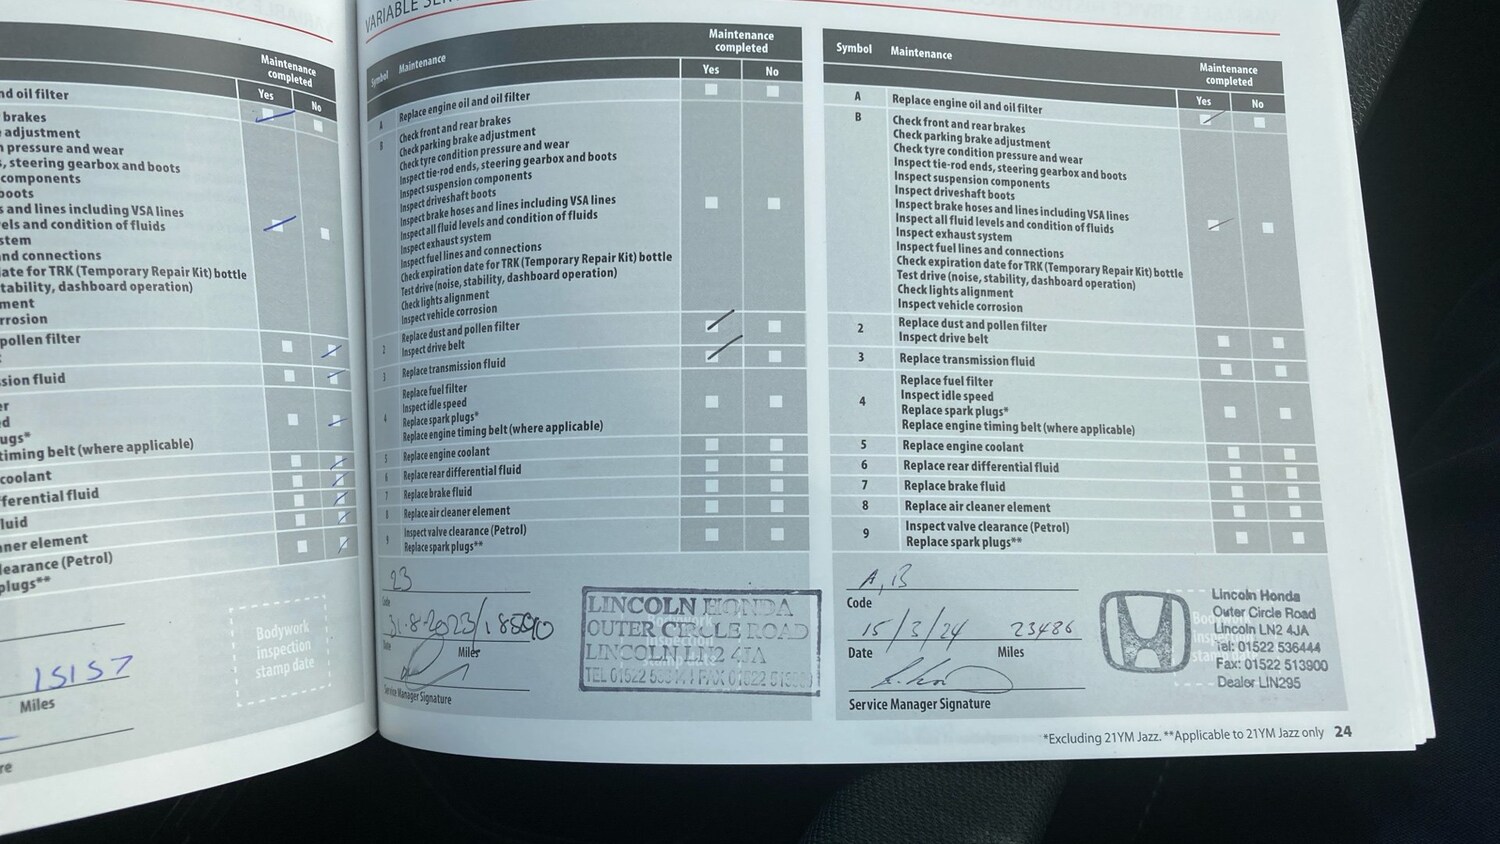 nd oil filter
Maintenance
completed
Yes
No
brakes
adjustment
pressure and wear
s, steering gearbox and boots
components
boots
s and lines including VSA lines
els and condition of fluids
stem
and connections
ate for TRK (Temporary Repair Kit) bottle
tability, dashboard operation)
ment
rrosion
pollen filter
sion fluid
er
d
ugs*
timing belt (where applicable)
coolant
fferential fluid
luid
ner element
learance (Petrol)
plugs**
Bodywork
inspection
stamp date
15157
Miles
re
VARIABLE SERV
Symbol
Maintenance
Maintenance
completed
Yes
No
A
Replace engine oil and oil filter
B
Check front and rear brakes
Check parking brake adjustment
Check tyre condition pressure and wear
Inspect tie-rod ends, steering gearbox and boots
Inspect suspension components
Inspect driveshaft boots
Inspect brake hoses and lines including VSA lines
Inspect all fluid levels and condition of fluids
Inspect exhaust system
Inspect fuel lines and connections
Check expiration date for TRK (Temporary Repair Kit) bottle
Test drive (noise, stability, dashboard operation)
Check lights alignment
Inspect vehicle corrosion
2
Replace dust and pollen filter
Inspect drive belt
3
Replace transmission fluid
4
Replace fuel filter
Inspect idle speed
Replace spark plugs*
Replace engine timing belt (where applicable)
5
Replace engine coolant
6
Replace rear differential fluid
7
Replace brake fluid
8
Replace air cleaner element
9
Inspect valve clearance (Petrol)
Replace spark plugs**
23
Code
31.8.2023/
Date
Miles
Service Manager Signature
LINCOLN HONDA
OUTER CIRCLE ROAD
LINCOLN LN2 4JA
Symbol
Maintenance
Maintenance
completed
Yes
No
A
Replace engine oil and oil filter
B
Check front and rear brakes
Check parking brake adjustment
Check tyre condition pressure and wear
Inspect tie-rod ends, steering gearbox and boots
Inspect suspension components
Inspect driveshaft boots
Inspect brake hoses and lines including VSA lines
Inspect all fluid levels and condition of fluids
Inspect exhaust system
Inspect fuel lines and connections
Check expiration date for TRK (Temporary Repair Kit) bottle
Test drive (noise, stability, dashboard operation)
Check lights alignment
Inspect vehicle corrosion
2
Replace dust and pollen filter
Inspect drive belt
3
Replace transmission fluid
4
Replace fuel filter
Inspect idle speed
Replace spark plugs*
Replace engine timing belt (where applicable)
5
Replace engine coolant
6
Replace rear differential fluid
7
Replace brake fluid
8
Replace air cleaner element
9
Inspect valve clearance (Petrol)
Replace spark plugs**
A, B
Code
15/3/24 23486
Date
Miles
Service Manager Signature
Lincoln Honda
Outer Circle Road
Lincoln LN2 4JA
Tel: 01522 536444
Fax: 01522 513900
Dealer LIN295
*Excluding 21YM Jazz. **Applicable to 21YM Jazz only 24